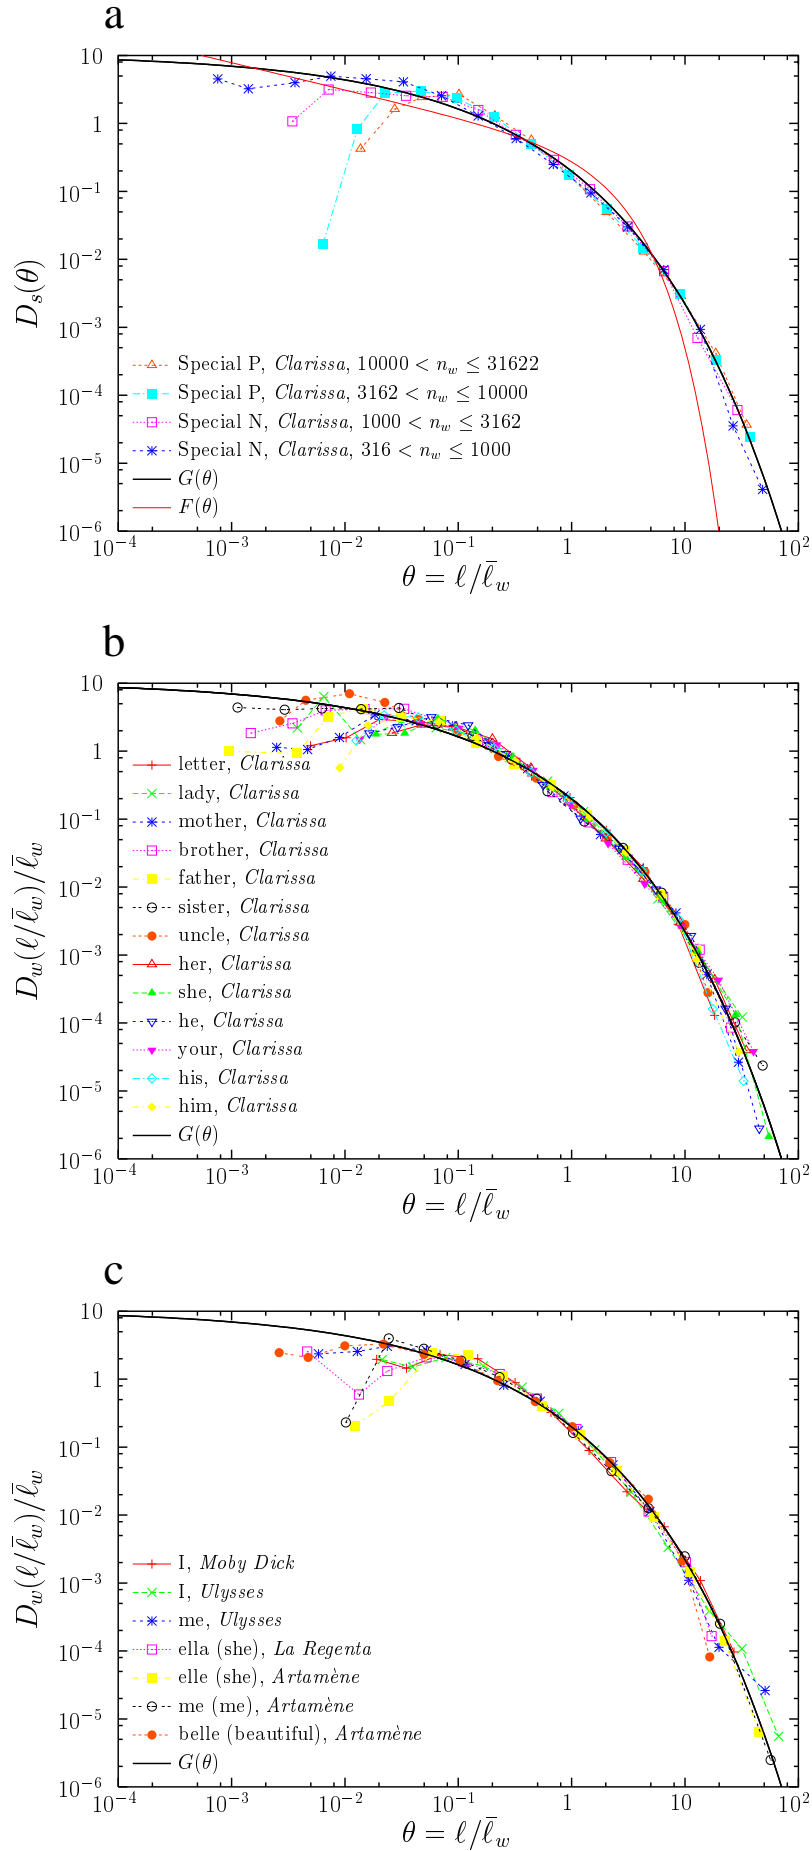 a
10
1
10⁻¹
10⁻²
10⁻³
10⁻⁴
10⁻⁵
10⁻⁶
D_s(θ)
Special P, Clarissa, 10000 < n_w ≤ 31622
Special P, Clarissa, 3162 < n_w ≤ 10000
Special N, Clarissa, 1000 < n_w ≤ 3162
Special N, Clarissa, 316 < n_w ≤ 1000
G(θ)
F(θ)
10⁻⁴ 10⁻³ 10⁻² 10⁻¹ 1 10 10²
θ = ℓ/ℓ̄_w
b
10
1
10⁻¹
10⁻²
10⁻³
10⁻⁴
10⁻⁵
10⁻⁶
D_w(ℓ/ℓ̄_w)/ℓ̄_w
letter, Clarissa
lady, Clarissa
mother, Clarissa
brother, Clarissa
father, Clarissa
sister, Clarissa
uncle, Clarissa
her, Clarissa
she, Clarissa
he, Clarissa
your, Clarissa
his, Clarissa
him, Clarissa
G(θ)
10⁻⁴ 10⁻³ 10⁻² 10⁻¹ 1 10 10²
θ = ℓ/ℓ̄_w
c
10
1
10⁻¹
10⁻²
10⁻³
10⁻⁴
10⁻⁵
10⁻⁶
D_w(ℓ/ℓ̄_w)/ℓ̄_w
I, Moby Dick
I, Ulysses
me, Ulysses
ella (she), La Regenta
elle (she), Artamène
me (me), Artamène
belle (beautiful), Artamène
G(θ)
10⁻⁴ 10⁻³ 10⁻² 10⁻¹ 1 10 10²
θ = ℓ/ℓ̄_w